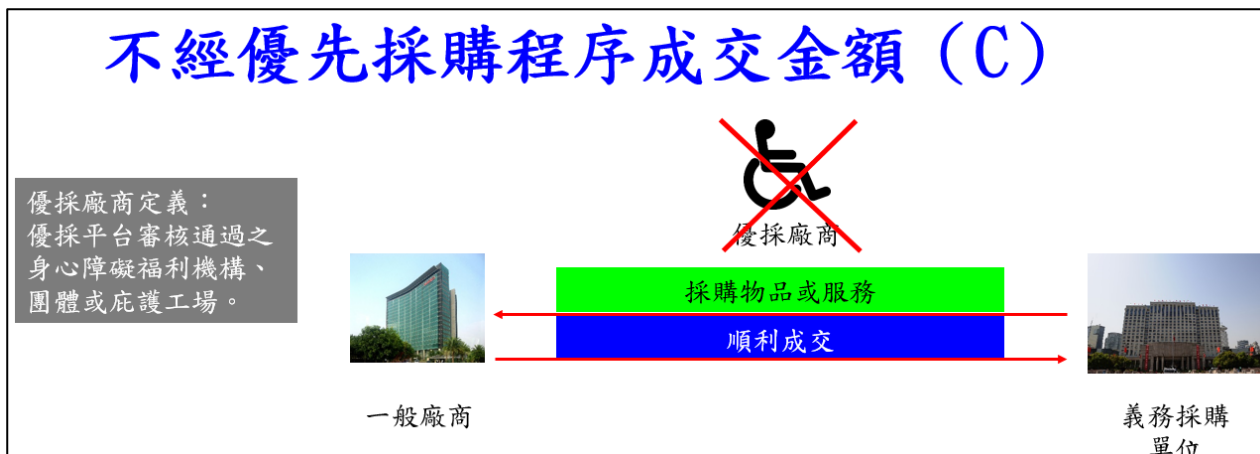 不經優先採購程序成交金額（C）
優採廠商定義：
優採平台審核通過之
身心障礙福利機構、
團體或庇護工場。
優採廠商
採購物品或服務
順利成交
一般廠商
義務採購
單位